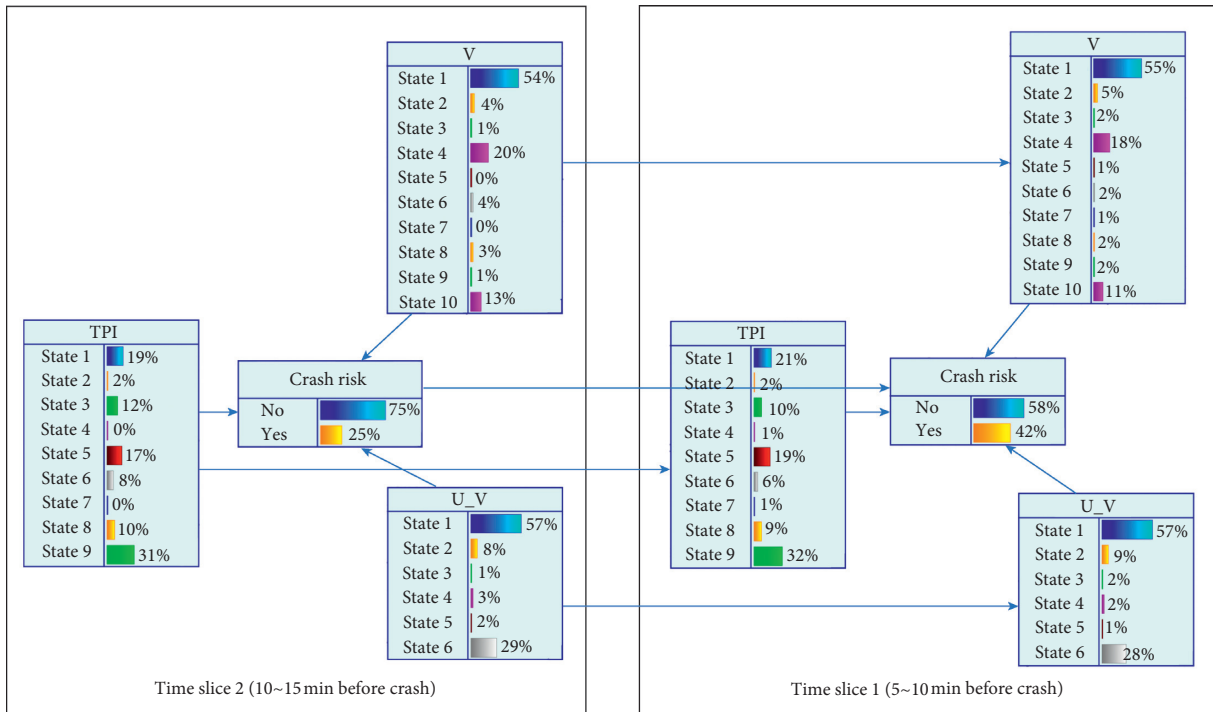 V
State 1 54%
State 2 4%
State 3 1%
State 4 20%
State 5 0%
State 6 4%
State 7 0%
State 8 3%
State 9 1%
State 10 13%
TPI
State 1 19%
State 2 2%
State 3 12%
State 4 0%
State 5 17%
State 6 8%
State 7 0%
State 8 10%
State 9 31%
Crash risk
No 75%
Yes 25%
U_V
State 1 57%
State 2 8%
State 3 1%
State 4 3%
State 5 2%
State 6 29%
Time slice 2 (10~15 min before crash)
V
State 1 55%
State 2 5%
State 3 2%
State 4 18%
State 5 1%
State 6 2%
State 7 1%
State 8 2%
State 9 2%
State 10 11%
TPI
State 1 21%
State 2 2%
State 3 10%
State 4 1%
State 5 19%
State 6 6%
State 7 1%
State 8 9%
State 9 32%
Crash risk
No 58%
Yes 42%
U_V
State 1 57%
State 2 9%
State 3 2%
State 4 2%
State 5 1%
State 6 28%
Time slice 1 (5~10 min before crash)